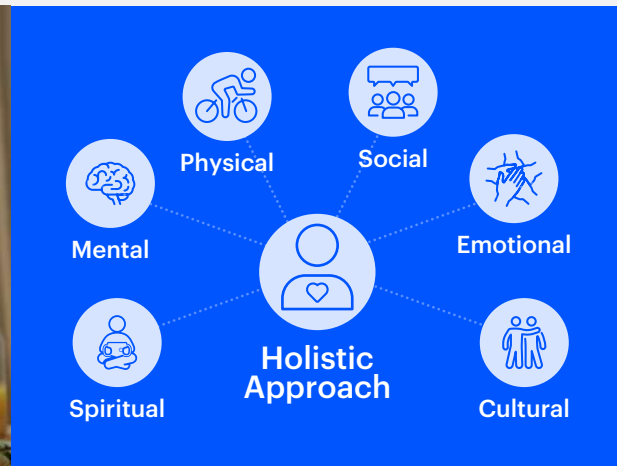 Physical
Social
Mental
Emotional
Holistic
Approach
Spiritual
Cultural